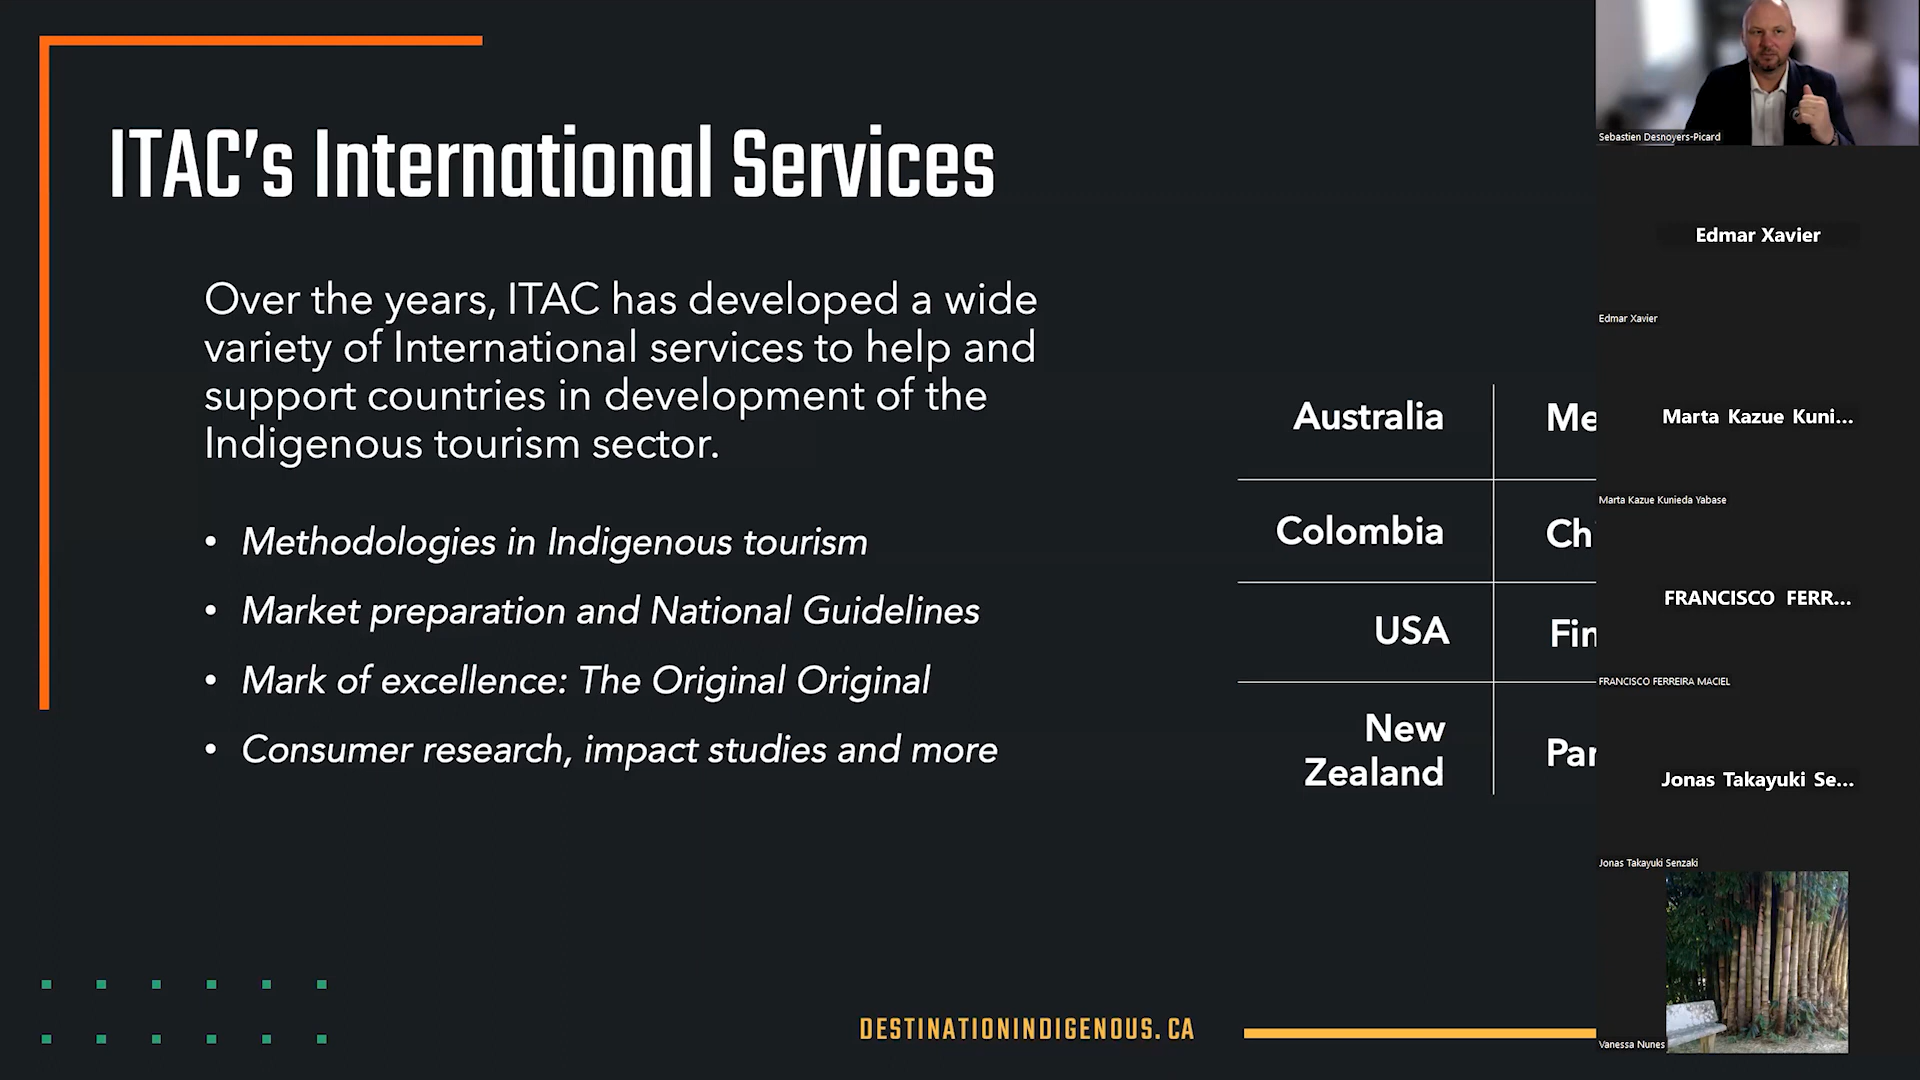 ITAC's International Services
Over the years, ITAC has developed a wide
variety of International services to help and
support countries in development of the
Indigenous tourism sector.
• Methodologies in Indigenous tourism
• Market preparation and National Guidelines
• Mark of excellence: The Original Original
• Consumer research, impact studies and more
Australia
Me
Colombia
Ch
USA
Fin
New
Zealand
Par
DESTINATIONINDIGENOUS.CA
Sebastien Desnoyers-Picard
Edmar Xavier
Edmar Xavier
Marta Kazue Kuni...
Marta Kazue Kunieda Yabase
FRANCISCO FERR...
FRANCISCO FERREIRA MACIEL
Jonas Takayuki Se...
Jonas Takayuki Senzaki
Vanessa Nunes